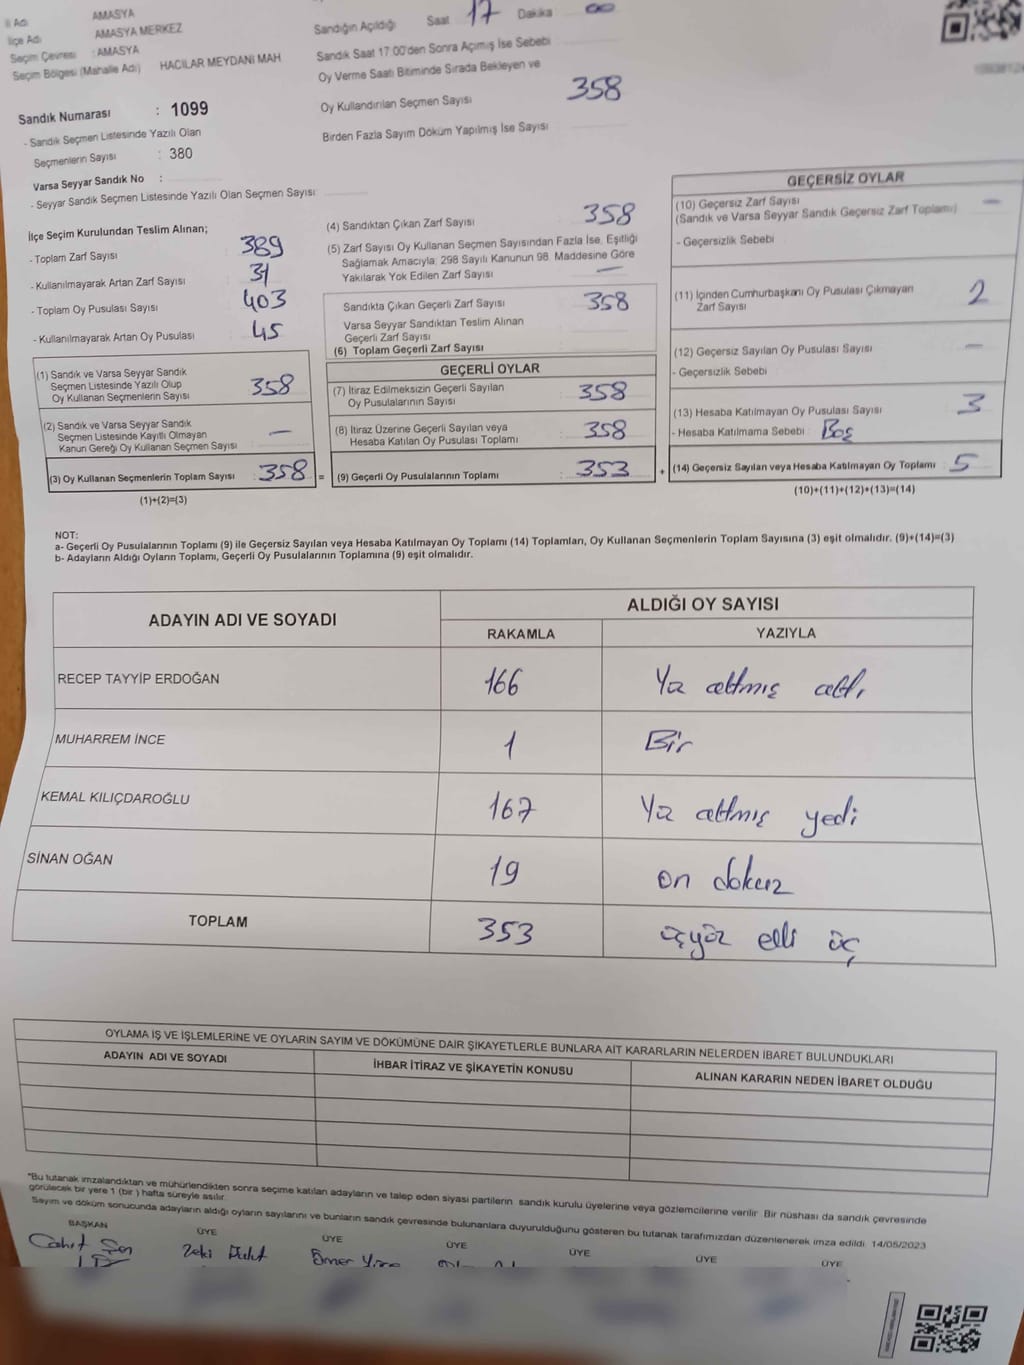 İl Adı AMASYA
İlçe Adı AMASYA MERKEZ
Seçim Çevresi : AMASYA
Seçim Bölgesi (Mahalle Adı) HACILAR MEYDANI MAH
Sandık Numarası : 1099
- Sandık Seçmen Listesinde Yazılı Olan
Seçmenlerin Sayısı : 380
Varsa Seyyar Sandık No :
- Seyyar Sandık Seçmen Listesinde Yazılı Olan Seçmen Sayısı:
Sandığın Açıldığı Saat 17 Dakika 00
Sandık Saat 17:00'den Sonra Açımış İse Sebebi
Oy Verme Saati Bitiminde Sırada Bekleyen ve
Oy Kullandırılan Seçmen Sayısı 358
Birden Fazla Sayım Döküm Yapılmış İse Sayısı
İlçe Seçim Kurulundan Teslim Alınan;
- Toplam Zarf Sayısı 389
- Kullanılmayarak Artan Zarf Sayısı 31
- Toplam Oy Pusulası Sayısı 403
- Kullanılmayarak Artan Oy Pusulası 45
(1) Sandık ve Varsa Seyyar Sandık
Seçmen Listesinde Yazılı Olup
Oy Kullanan Seçmenlerin Sayısı 358
(2) Sandık ve Varsa Seyyar Sandık
Seçmen Listesinde Kayıtlı Olmayan
Kanun Gereği Oy Kullanan Seçmen Sayısı : —
(3) Oy Kullanan Seçmenlerin Toplam Sayısı : 358 =
(1)+(2)=(3)
(4) Sandıktan Çıkan Zarf Sayısı 358
(5) Zarf Sayısı Oy Kullanan Seçmen Sayısından Fazla İse, Eşitliği
Sağlamak Amacıyla; 298 Sayılı Kanunun 98. Maddesine Göre
Yakılarak Yok Edilen Zarf Sayısı —
Sandıkta Çıkan Geçerli Zarf Sayısı 358
Varsa Seyyar Sandıktan Teslim Alınan
Geçerli Zarf Sayısı
(6) Toplam Geçerli Zarf Sayısı
GEÇERLİ OYLAR
(7) İtiraz Edilmeksizin Geçerli Sayılan
Oy Pusulalarının Sayısı : 358
(8) İtiraz Üzerine Geçerli Sayılan veya
Hesaba Katılan Oy Pusulası Toplamı : 358
(9) Geçerli Oy Pusulalarının Toplamı : 353 +
GEÇERSİZ OYLAR
(10) Geçersiz Zarf Sayısı —
(Sandık ve Varsa Seyyar Sandık Geçersiz Zarf Toplamı)
- Geçersizlik Sebebi
(11) İçinden Cumhurbaşkanı Oy Pusulası Çıkmayan
Zarf Sayısı 2
(12) Geçersiz Sayılan Oy Pusulası Sayısı —
- Geçersizlik Sebebi
(13) Hesaba Katılmayan Oy Pusulası Sayısı 3
- Hesaba Katılmama Sebebi : Boş
(14) Geçersiz Sayılan veya Hesaba Katılmayan Oy Toplamı : 5
(10)+(11)+(12)+(13)=(14)
NOT:
a- Geçerli Oy Pusulalarının Toplamı (9) ile Geçersiz Sayılan veya Hesaba Katılmayan Oy Toplamı (14) Toplamları, Oy Kullanan Seçmenlerin Toplam Sayısına (3) eşit olmalıdır. (9)+(14)=(3)
b- Adayların Aldığı Oyların Toplamı, Geçerli Oy Pusulalarının Toplamına (9) eşit olmalıdır.
ADAYIN ADI VE SOYADI
ALDIĞI OY SAYISI
RAKAMLA YAZIYLA
RECEP TAYYİP ERDOĞAN 166 Yüz altmış altı
MUHARREM İNCE 1 Bir
KEMAL KILIÇDAROĞLU 167 Yüz altmış yedi
SİNAN OĞAN 19 on dokuz
TOPLAM 353 üçyüz elli üç
OYLAMA İŞ VE İŞLEMLERİNE VE OYLARIN SAYIM VE DÖKÜMÜNE DAİR ŞİKAYETLERLE BUNLARA AİT KARARLARIN NELERDEN İBARET BULUNDUKLARI
ADAYIN ADI VE SOYADI İHBAR İTİRAZ VE ŞİKAYETİN KONUSU ALINAN KARARIN NEDEN İBARET OLDUĞU
*Bu tutanak imzalandıktan ve mühürlendikten sonra seçime katılan adayların ve talep eden siyasi partilerin sandık kurulu üyelerine veya gözlemcilerine verilir. Bir nüshası da sandık çevresinde
görülecek bir yere 1 (bir) hafta süreyle asılır.
Sayım ve döküm sonucunda adayların aldığı oyların sayılarını ve bunların sandık çevresinde bulunanlara duyurulduğunu gösteren bu tutanak tarafımızdan düzenlenerek imza edildi. 14/05/2023
BAŞKAN ÜYE ÜYE ÜYE ÜYE ÜYE ÜYE
Cahit Şen Zeki Ömer